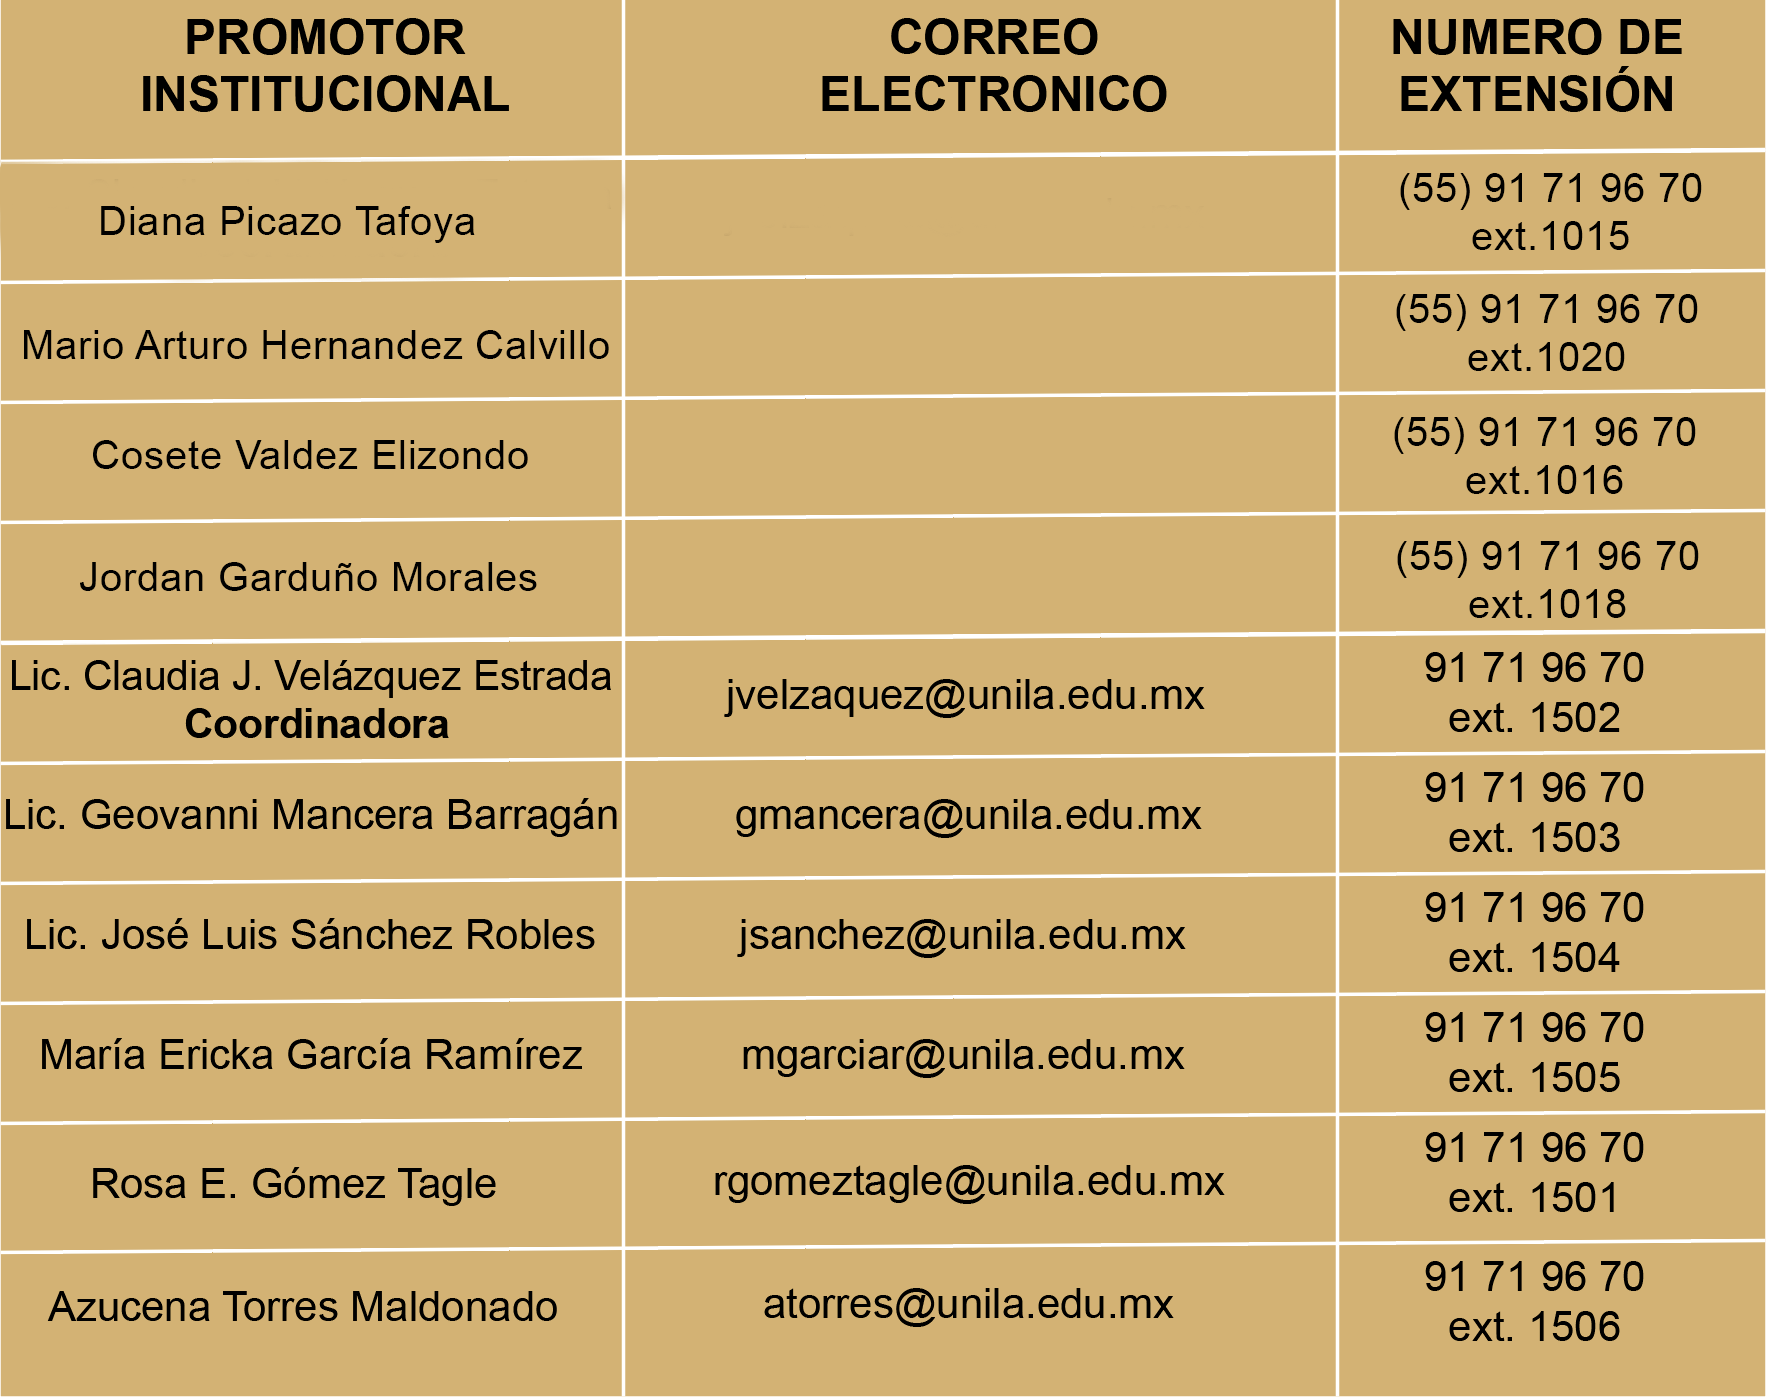 PROMOTOR
INSTITUCIONAL
CORREO
ELECTRONICO
NUMERO DE
EXTENSIÓN
Diana Picazo Tafoya
(55) 91 71 96 70
ext.1015
Mario Arturo Hernandez Calvillo
(55) 91 71 96 70
ext.1020
Cosete Valdez Elizondo
(55) 91 71 96 70
ext.1016
Jordan Garduño Morales
(55) 91 71 96 70
ext.1018
Lic. Claudia J. Velázquez Estrada
Coordinadora
jvelzaquez@unila.edu.mx
91 71 96 70
ext. 1502
Lic. Geovanni Mancera Barragán
gmancera@unila.edu.mx
91 71 96 70
ext. 1503
Lic. José Luis Sánchez Robles
jsanchez@unila.edu.mx
91 71 96 70
ext. 1504
María Ericka García Ramírez
mgarciar@unila.edu.mx
91 71 96 70
ext. 1505
Rosa E. Gómez Tagle
rgomeztagle@unila.edu.mx
91 71 96 70
ext. 1501
Azucena Torres Maldonado
atorres@unila.edu.mx
91 71 96 70
ext. 1506